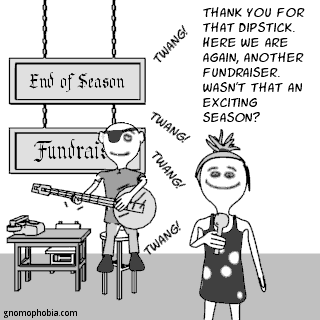 THANK YOU FOR
THAT DIPSTICK.
HERE WE ARE
AGAIN, ANOTHER
FUNDRAISER.
WASN'T THAT AN
EXCITING
SEASON?
TWANG!
End of Season
TWANG!
Fundrais
TWANG!
TWANG!
gnomophobia.com